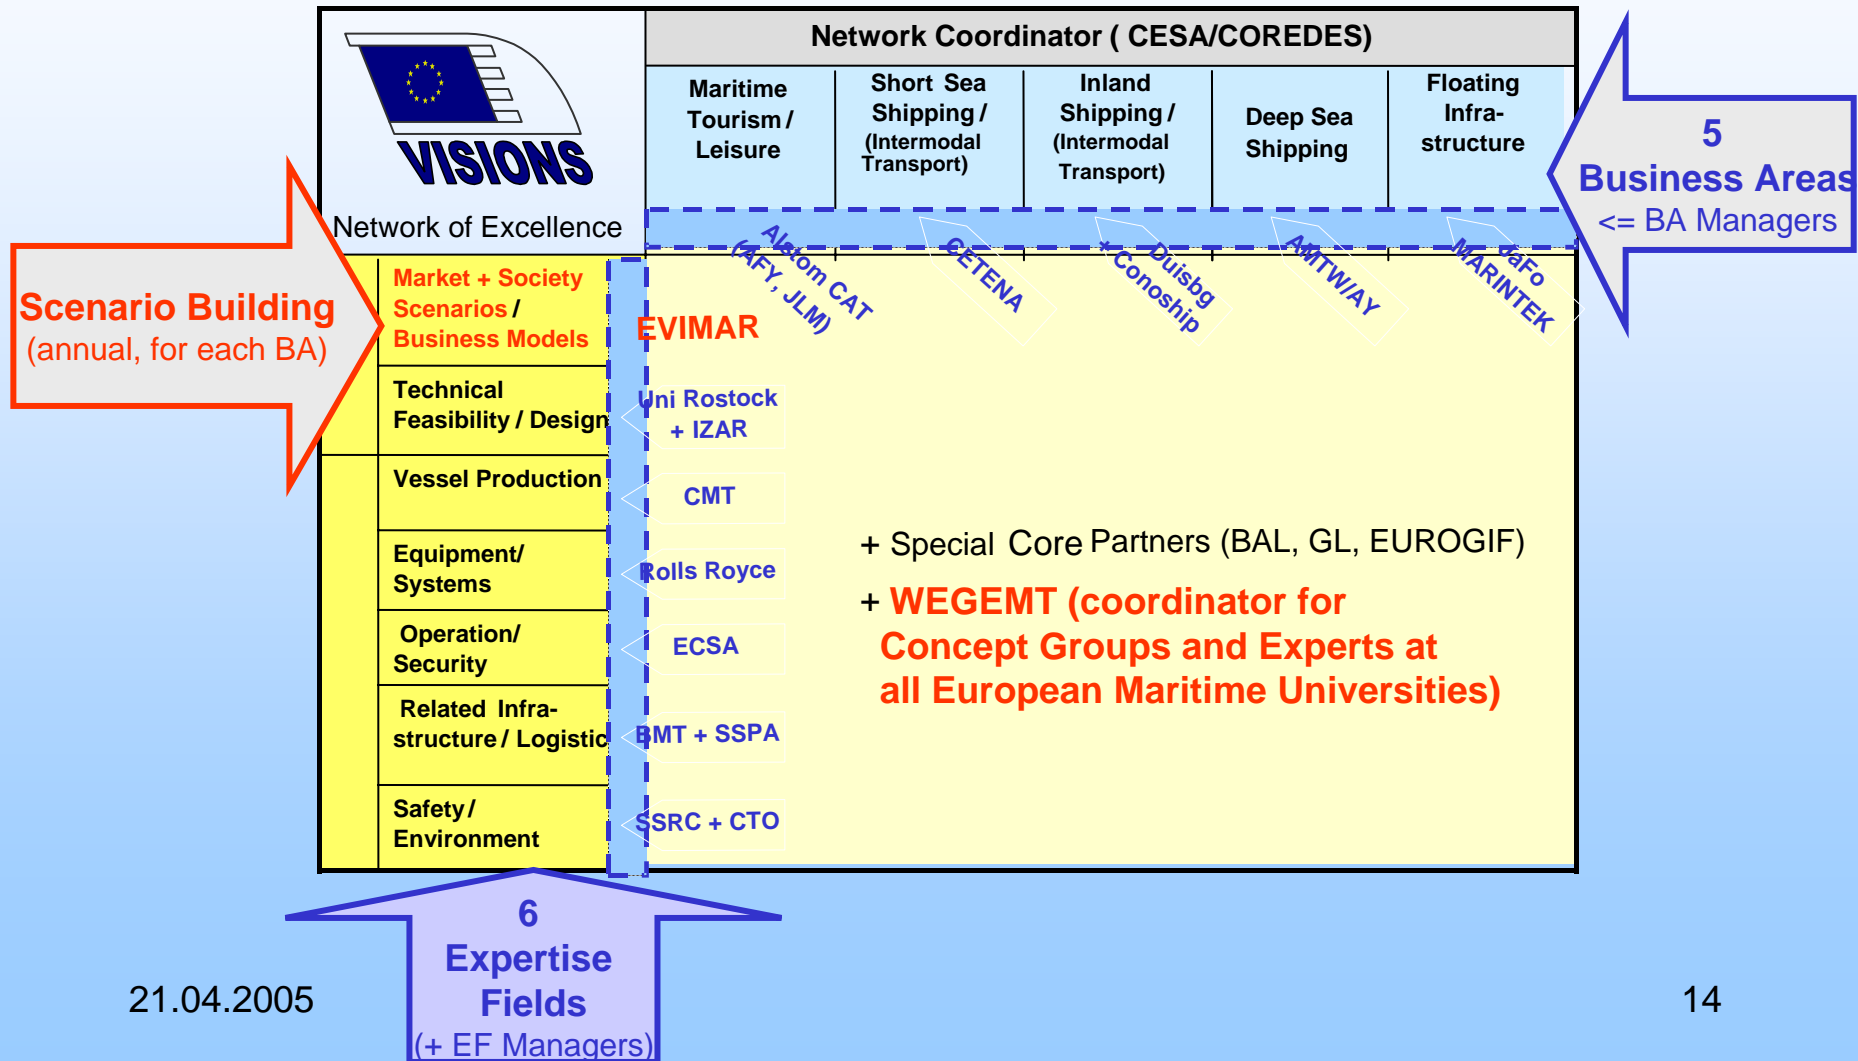 Network Coordinator ( CESA/COREDES)
VISIONS
Network of Excellence
Maritime
Tourism /
Leisure
Short Sea
Shipping /
(Intermodal
Transport)
Inland
Shipping /
(Intermodal
Transport)
Deep Sea
Shipping
Floating
Infra-
structure
5
Business Areas
<= BA Managers
Alstom CAT
(AFY, JLM)
CETENA
Duisbg
+ Conoship
AMTW/AY
JaFo
MARINTEK
Scenario Building
(annual, for each BA)
Market + Society
Scenarios /
Business Models
EVIMAR
Technical
Feasibility / Design
Uni Rostock
+ IZAR
Vessel Production
CMT
Equipment/
Systems
Rolls Royce
Operation/
Security
ECSA
Related Infra-
structure / Logistic
BMT + SSPA
Safety /
Environment
SSRC + CTO
+ Special Core Partners (BAL, GL, EUROGIF)
+ WEGEMT (coordinator for
Concept Groups and Experts at
all European Maritime Universities)
6
Expertise
Fields
(+ EF Managers)
21.04.2005
14